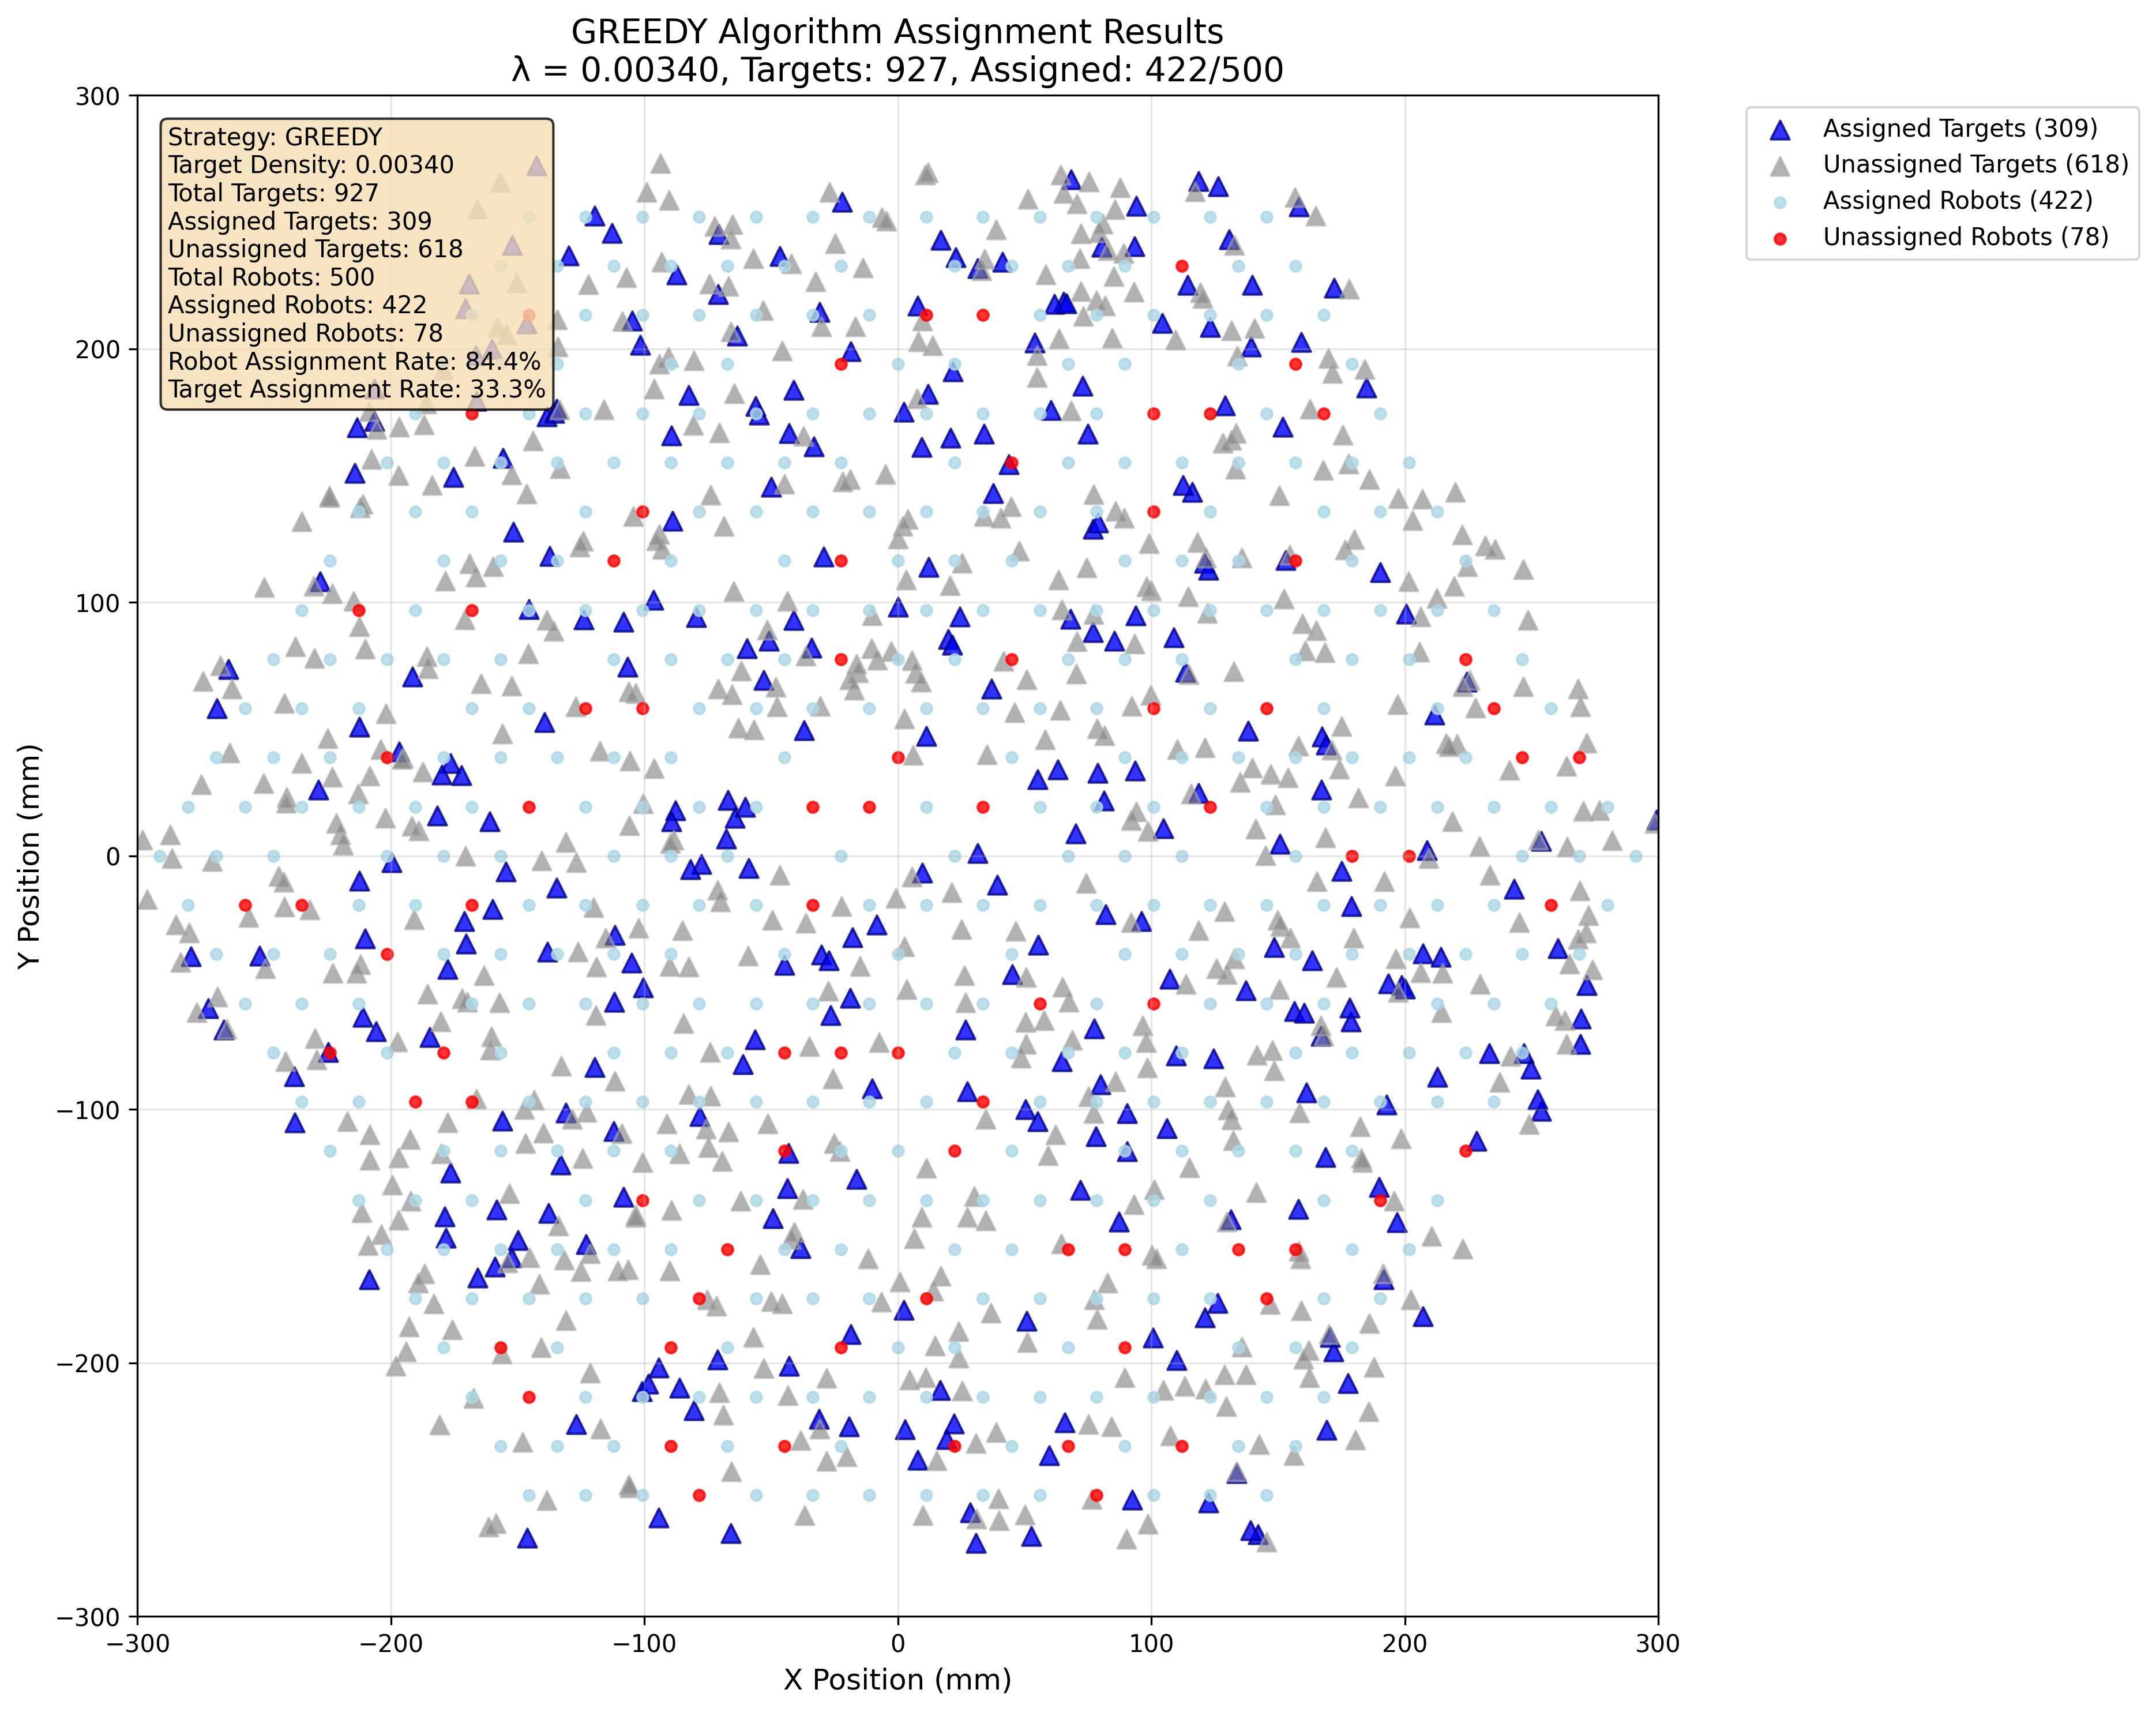 GREEDY Algorithm Assignment Results
λ = 0.00340, Targets: 927, Assigned: 422/500
Strategy: GREEDY
Target Density: 0.00340
Total Targets: 927
Assigned Targets: 309
Unassigned Targets: 618
Total Robots: 500
Assigned Robots: 422
Unassigned Robots: 78
Robot Assignment Rate: 84.4%
Target Assignment Rate: 33.3%
Assigned Targets (309)
Unassigned Targets (618)
Assigned Robots (422)
Unassigned Robots (78)
Y Position (mm)
300
200
100
0
−100
−200
−300
−300
−200
−100
0
100
200
300
X Position (mm)